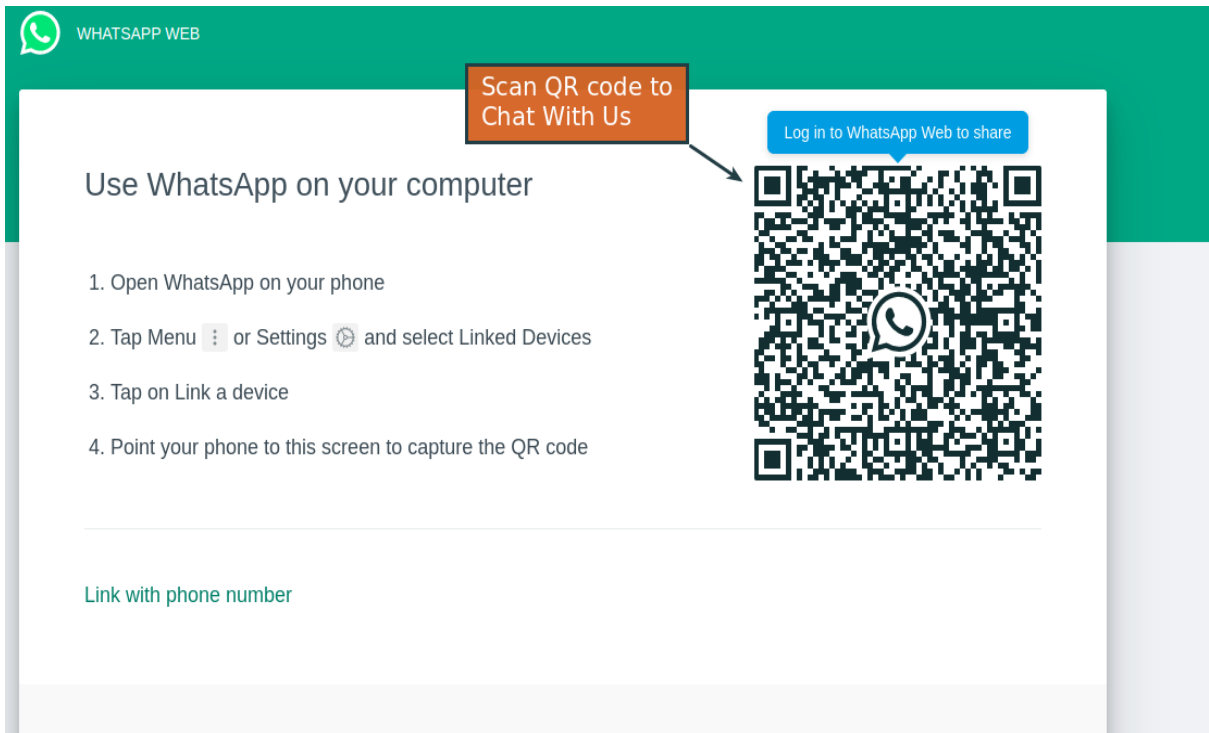 WHATSAPP WEB
Scan QR code to
Chat With Us
Log in to WhatsApp Web to share
Use WhatsApp on your computer
1. Open WhatsApp on your phone
2. Tap Menu or Settings and select Linked Devices
3. Tap on Link a device
4. Point your phone to this screen to capture the QR code
Link with phone number